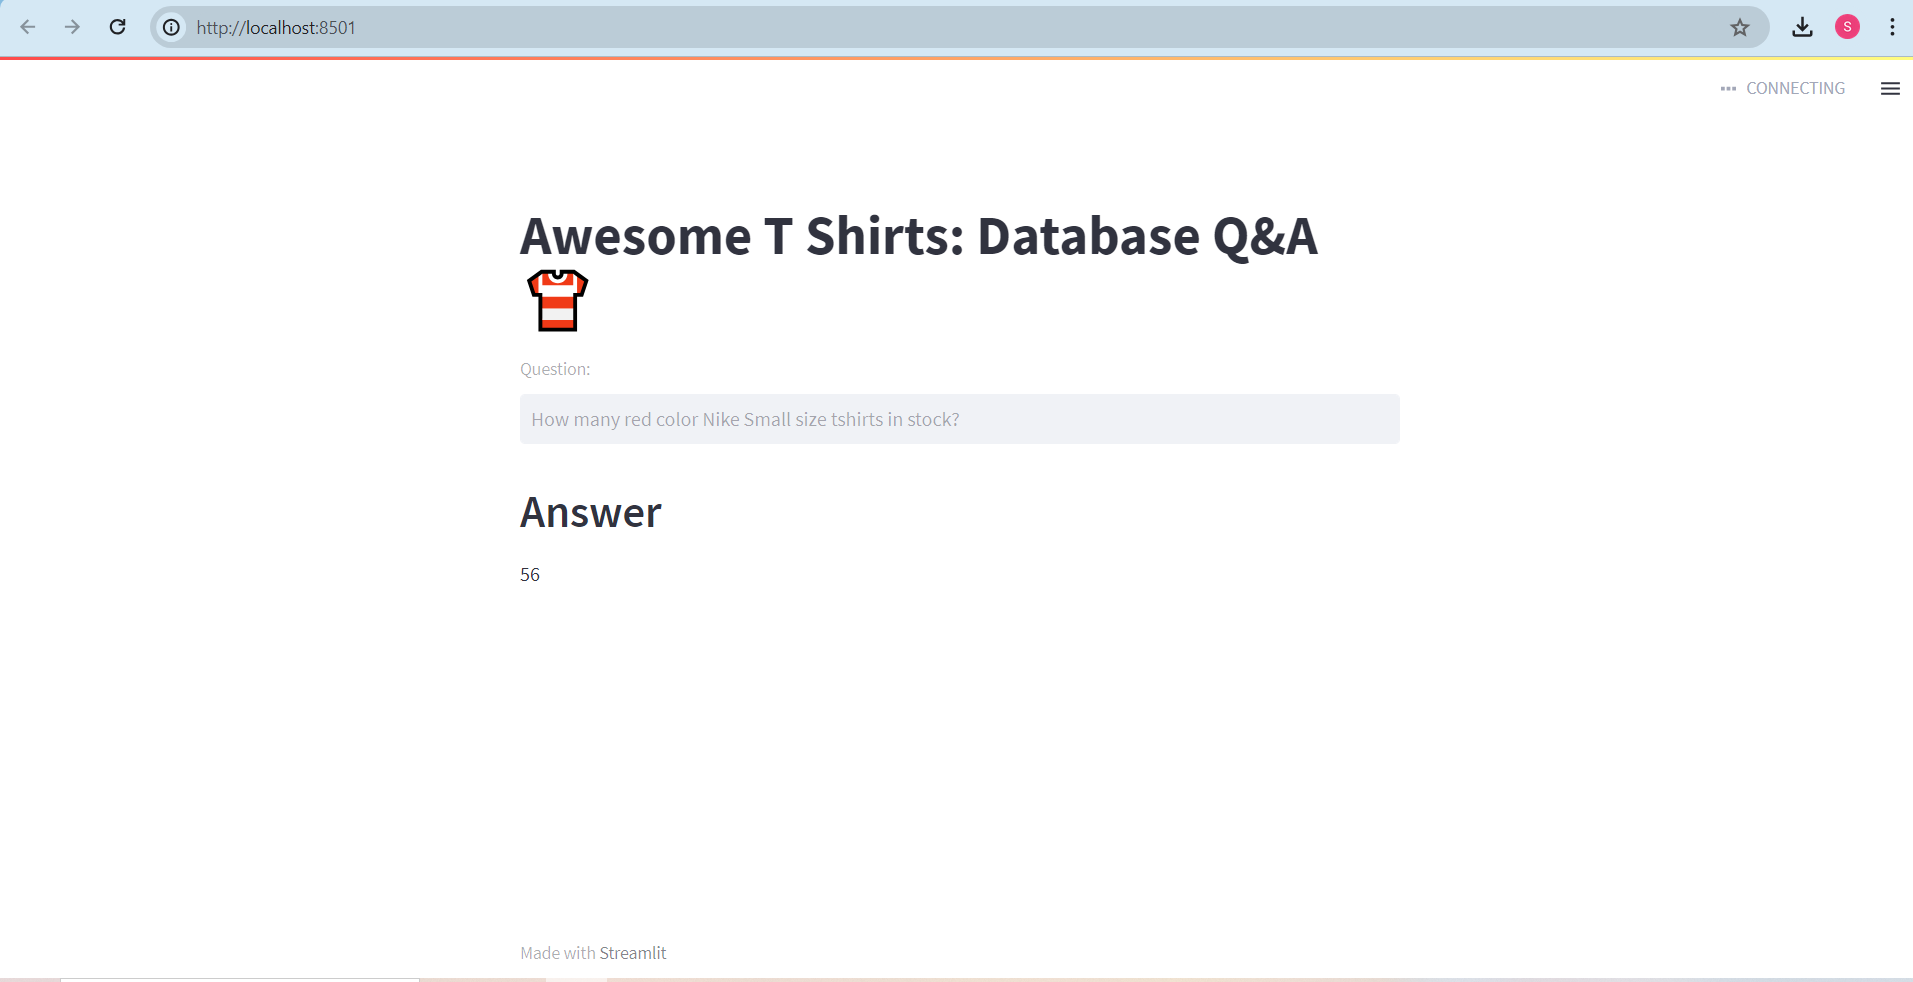 http://localhost:8501
S
CONNECTING
Awesome T Shirts: Database Q&A
Question:
How many red color Nike Small size tshirts in stock?
Answer
56
Made with Streamlit